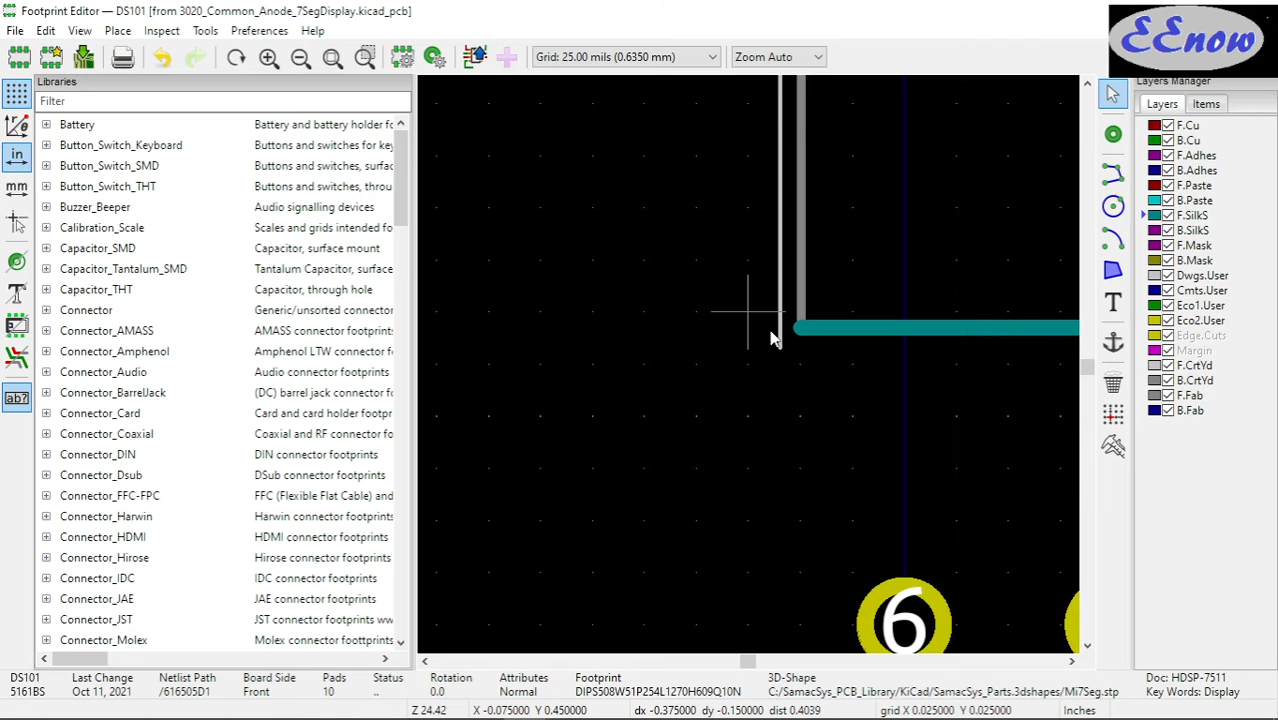 Footprint Editor — DS101 [from 3020_Common_Anode_7SegDisplay.kicad_pcb]
EEnow
File Edit View Place Inspect Tools Preferences Help
Grid: 25.00 mils (0.6350 mm) Zoom Auto
Libraries
Filter
Battery Battery and battery holder fo
Button_Switch_Keyboard Buttons and switches for key
Button_Switch_SMD Buttons and switches, surfac
Button_Switch_THT Buttons and switches, throu
Buzzer_Beeper Audio signalling devices
Calibration_Scale Scales and grids intended fo
Capacitor_SMD Capacitor, surface mount
Capacitor_Tantalum_SMD Tantalum Capacitor, surface
Capacitor_THT Capacitor, through hole
Connector Generic/unsorted connector
Connector_AMASS AMASS connector footprints
Connector_Amphenol Amphenol LTW connector f
Connector_Audio Audio connector footprints
Connector_BarrelJack (DC) barrel jack connector f
Connector_Card Card and card holder footpr
Connector_Coaxial Coaxial and RF connector fo
Connector_DIN DIN connector footprints
Connector_Dsub DSub connector footprints
Connector_FFC-FPC FFC (Flexible Flat Cable) and
Connector_Harwin Harwin connector footprints
Connector_HDMI HDMI connector footprints
Connector_Hirose Hirose connector footprints
Connector_IDC IDC connector footprints
Connector_JAE JAE connector footprints
Connector_JST JST connector footprints ww
Connector_Molex Molex connector foottprints
in
mm
T
ab?
6
T
Layers Manager
Layers Items
F.Cu
B.Cu
F.Adhes
B.Adhes
F.Paste
B.Paste
F.SilkS
B.SilkS
F.Mask
B.Mask
Dwgs.User
Cmts.User
Eco1.User
Eco2.User
Edge.Cuts
Margin
F.CrtYd
B.CrtYd
F.Fab
B.Fab
DS101 Last Change Netlist Path Board Side Pads Status Rotation Attributes Footprint 3D-Shape Doc: HDSP-7511
5161BS Oct 11, 2021 /616505D1 Front 10 .. 0.0 Normal DIPS508W51P254L1270H609Q10N C:/SamacSys_PCB_Library/KiCad/SamacSys_Parts.3dshapes/Mi7Seg.stp Key Words: Display
Z 24.42 X -0.075000 Y 0.450000 dx -0.375000 dy -0.150000 dist 0.4039 grid X 0.025000 Y 0.025000 Inches